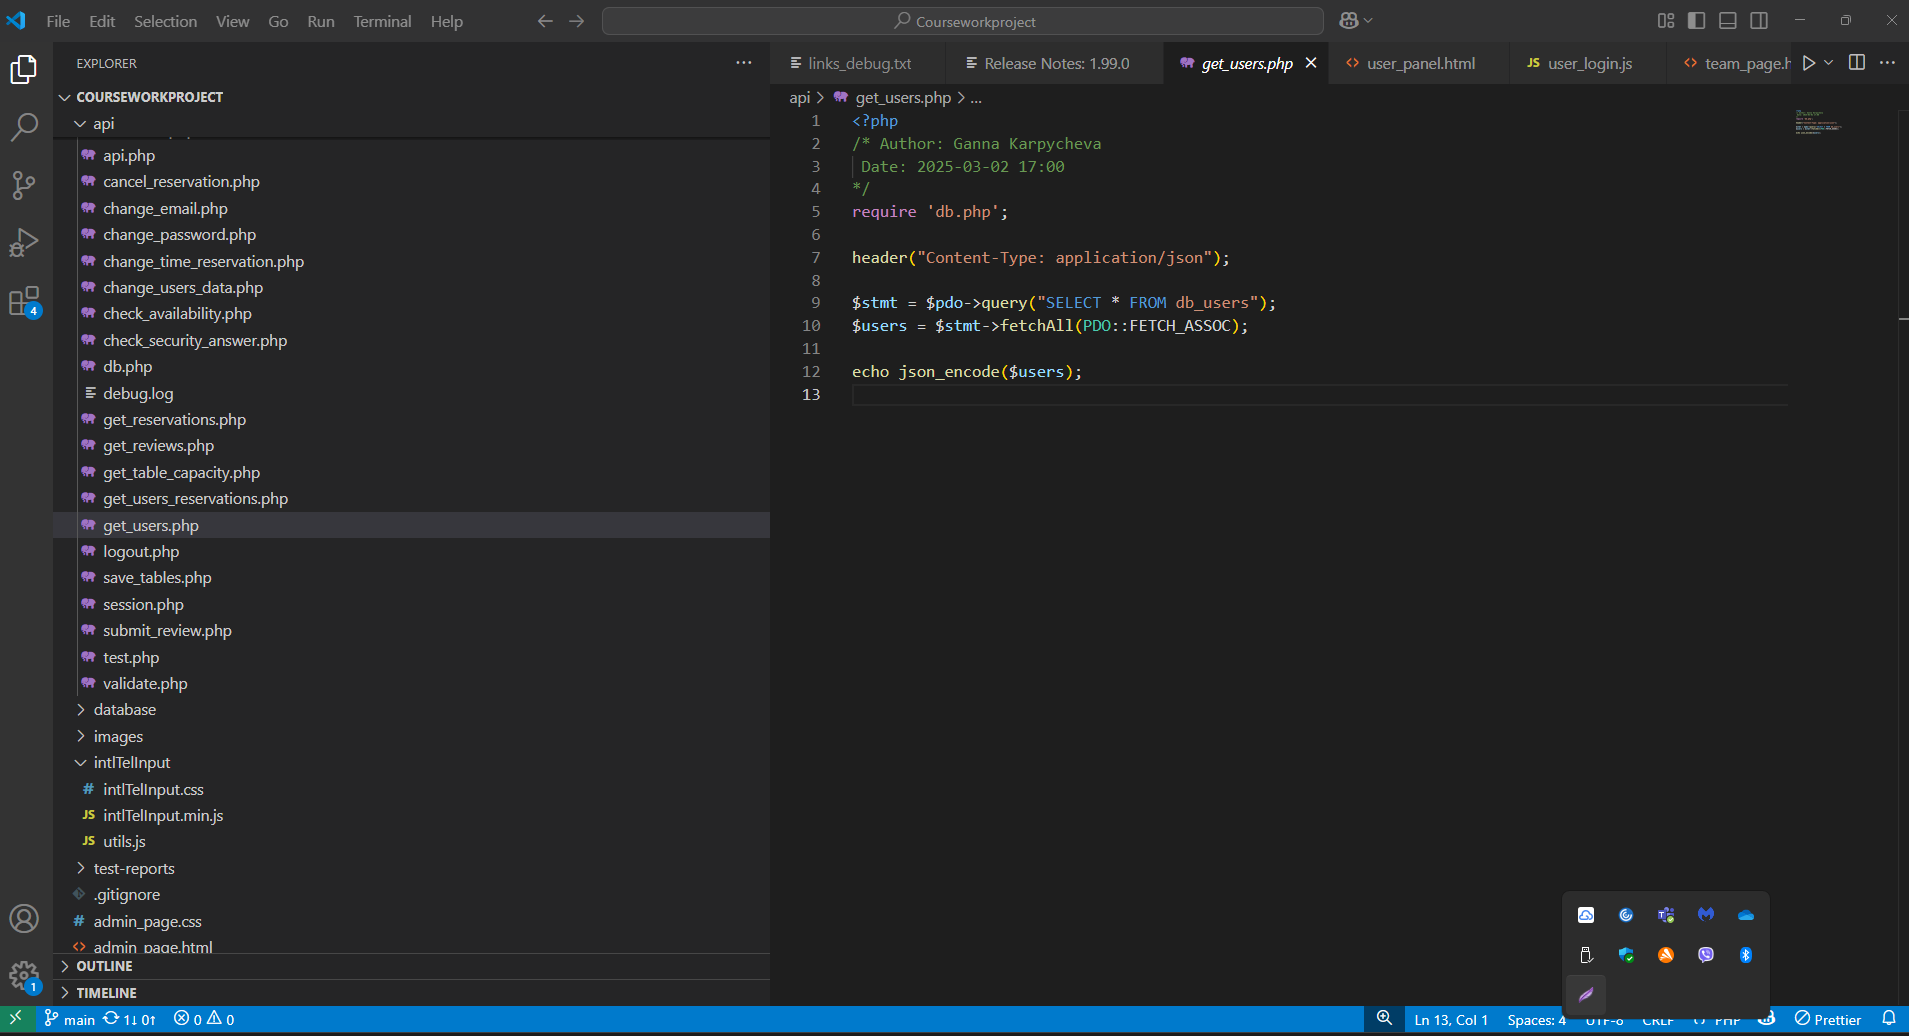 File Edit Selection View Go Run Terminal Help
Courseworkproject
EXPLORER
COURSEWORKPROJECT
api
api.php
cancel_reservation.php
change_email.php
change_password.php
change_time_reservation.php
change_users_data.php
check_availability.php
check_security_answer.php
db.php
debug.log
get_reservations.php
get_reviews.php
get_table_capacity.php
get_users_reservations.php
get_users.php
logout.php
save_tables.php
session.php
submit_review.php
test.php
validate.php
database
images
intlTelInput
# intlTelInput.css
JS intlTelInput.min.js
JS utils.js
test-reports
.gitignore
# admin_page.css
<> admin_page.html
OUTLINE
TIMELINE
4
1
links_debug.txt
Release Notes: 1.99.0
get_users.php
<> user_panel.html
JS user_login.js
<> team_page.h
api > get_users.php > ...
1 <?php
2 /* Author: Ganna Karpycheva
3 Date: 2025-03-02 17:00
4 */
5 require 'db.php';
6
7 header("Content-Type: application/json");
8
9 $stmt = $pdo->query("SELECT * FROM db_users");
10 $users = $stmt->fetchAll(PDO::FETCH_ASSOC);
11
12 echo json_encode($users);
13
main 1↓ 0↑ 0 0
Ln 13, Col 1 Spaces: 4 UTF-8 CRLF PHP Prettier